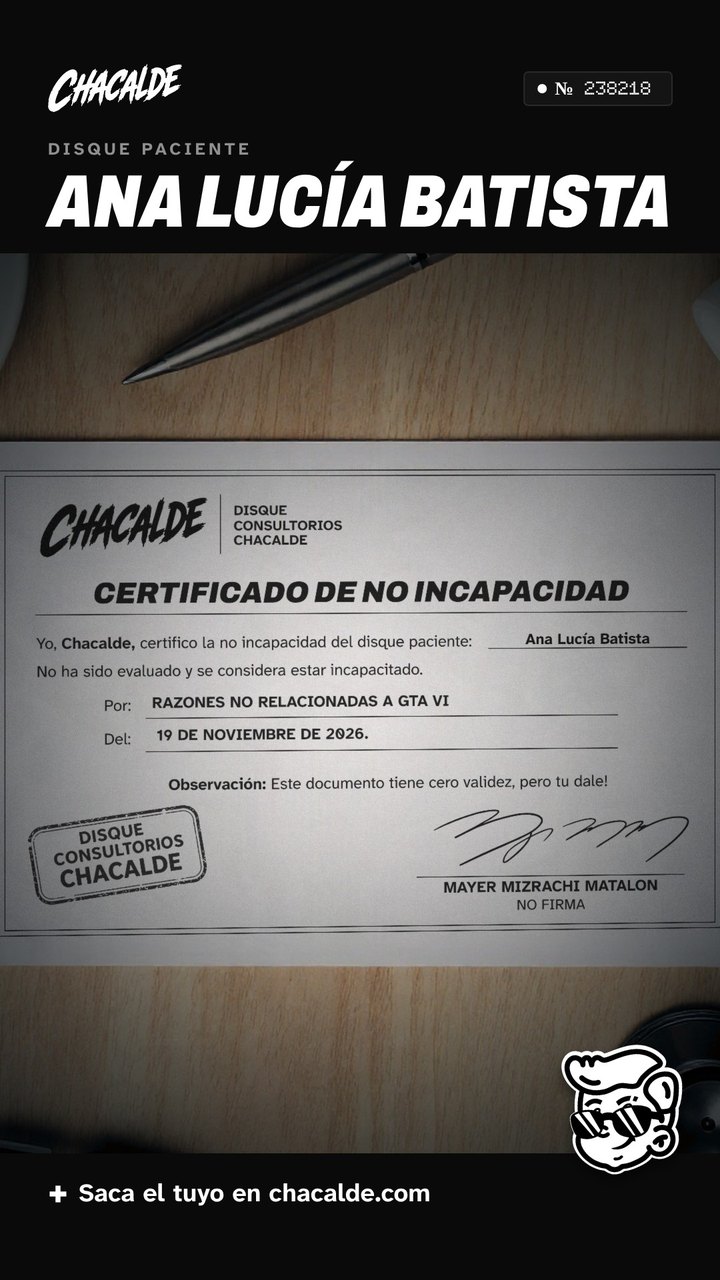 CHACALDE
№ 238218
DISQUE PACIENTE
ANA LUCÍA BATISTA
CHACALDE
DISQUE
CONSULTORIOS
CHACALDE
CERTIFICADO DE NO INCAPACIDAD
Yo, Chacalde, certifico la no incapacidad del disque paciente: Ana Lucía Batista
No ha sido evaluado y se considera estar incapacitado.
Por: RAZONES NO RELACIONADAS A GTA VI
Del: 19 DE NOVIEMBRE DE 2026.
Observación: Este documento tiene cero validez, pero tu dale!
DISQUE
CONSULTORIOS
CHACALDE
MAYER MIZRACHI MATALON
NO FIRMA
+ Saca el tuyo en chacalde.com